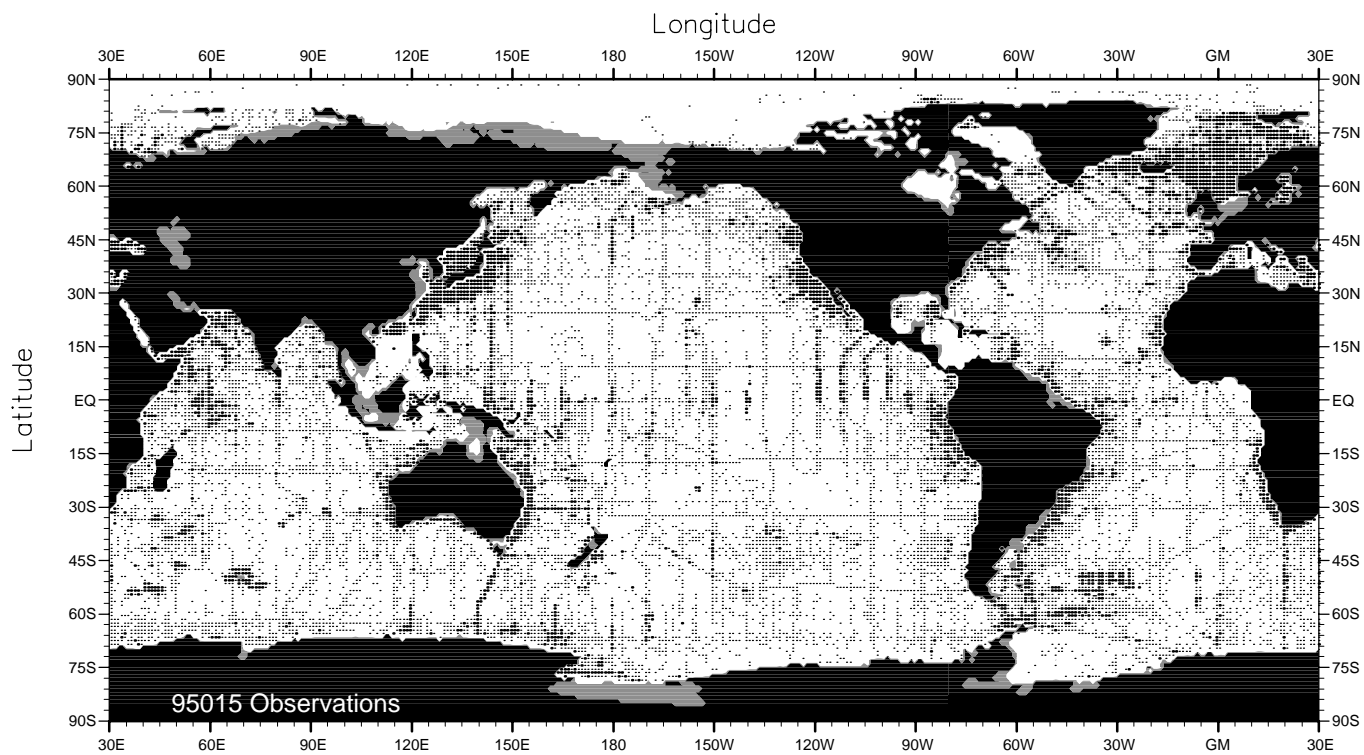 Longitude
30E 60E 90E 120E 150E 180 150W 120W 90W 60W 30W GM 30E
90N 90N
75N 75N
60N 60N
45N 45N
30N 30N
15N 15N
Latitude
EQ EQ
15S 15S
30S 30S
45S 45S
60S 60S
75S 75S
95015 Observations
90S 90S
30E 60E 90E 120E 150E 180 150W 120W 90W 60W 30W GM 30E